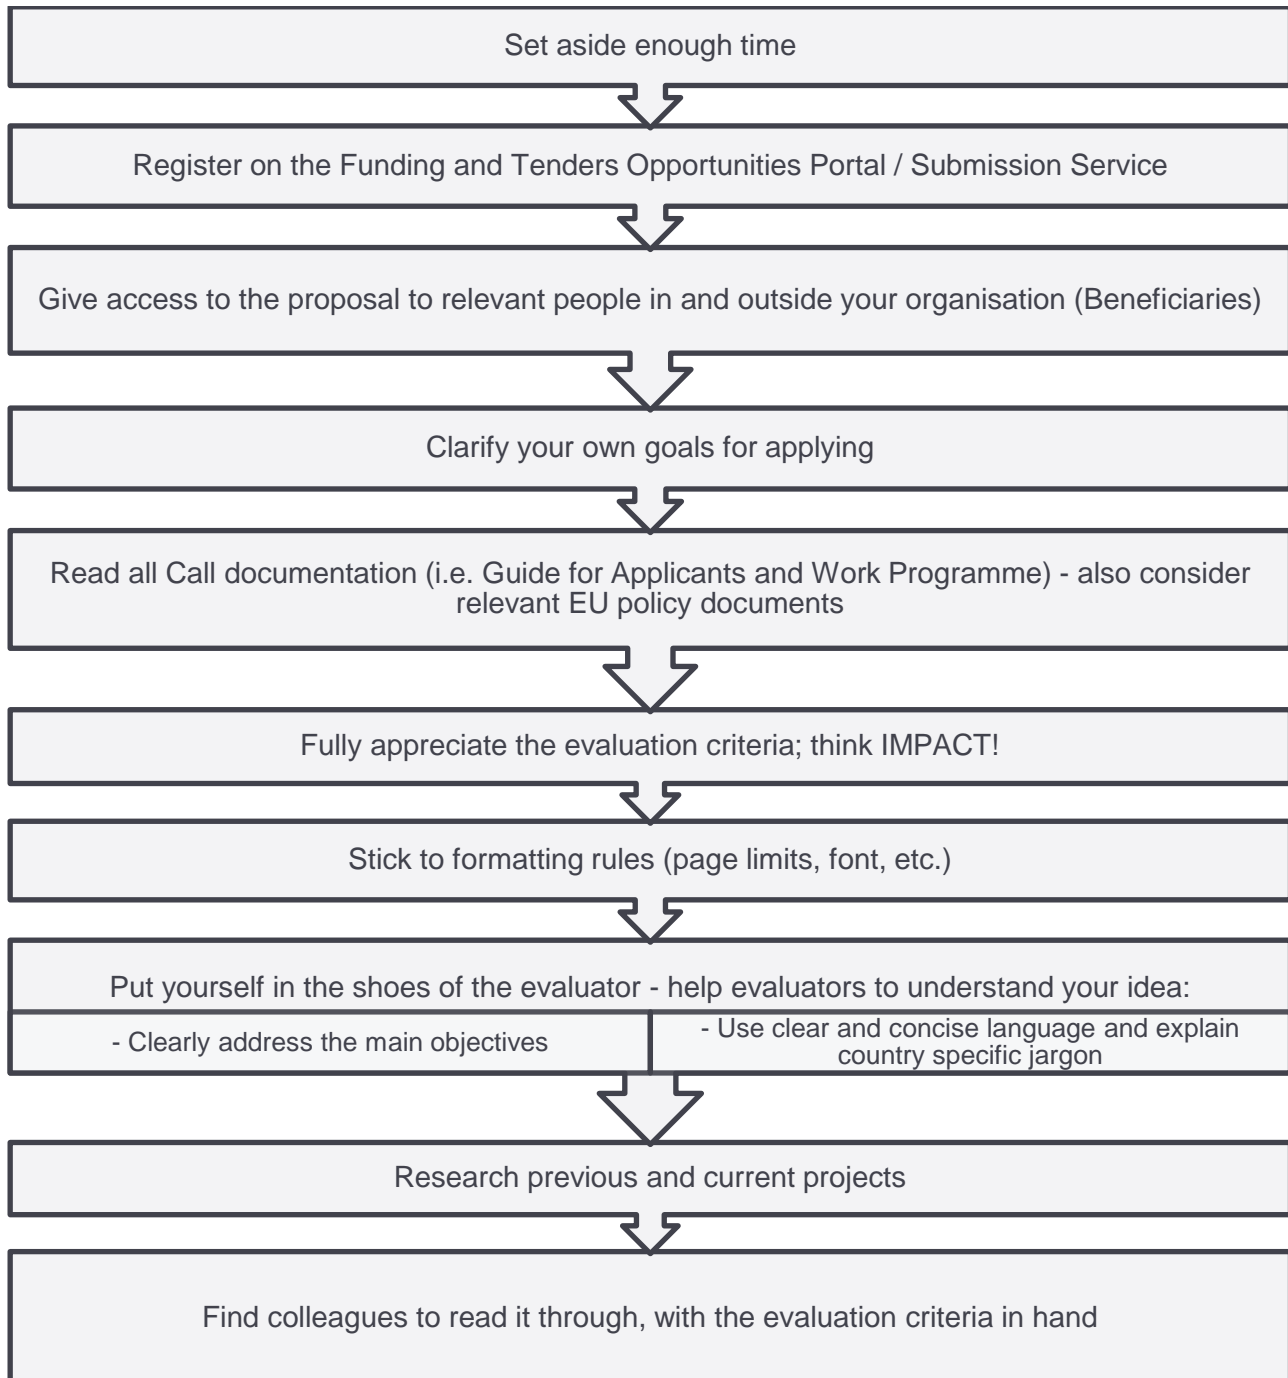 Set aside enough time
Register on the Funding and Tenders Opportunities Portal / Submission Service
Give access to the proposal to relevant people in and outside your organisation (Beneficiaries)
Clarify your own goals for applying
Read all Call documentation (i.e. Guide for Applicants and Work Programme) - also consider
relevant EU policy documents
Fully appreciate the evaluation criteria; think IMPACT!
Stick to formatting rules (page limits, font, etc.)
Put yourself in the shoes of the evaluator - help evaluators to understand your idea:
- Clearly address the main objectives
- Use clear and concise language and explain
country specific jargon
Research previous and current projects
Find colleagues to read it through, with the evaluation criteria in hand